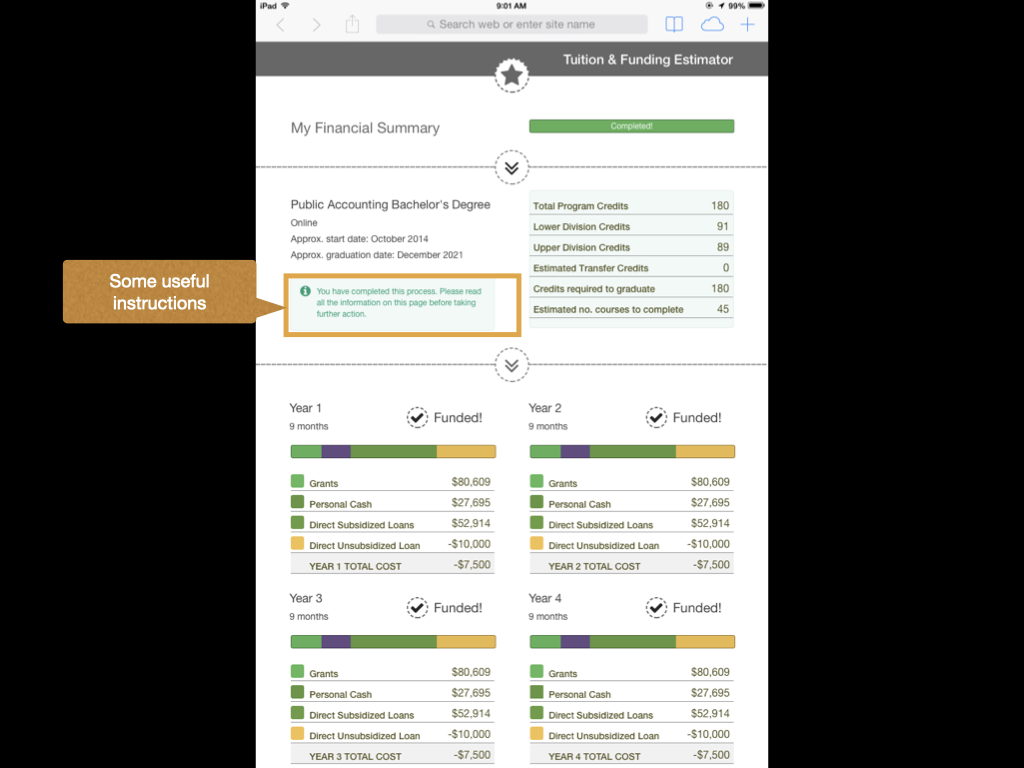 iPad 9:01 AM 99%
Search web or enter site name
Tuition & Funding Estimator
My Financial Summary
Completed!
Public Accounting Bachelor's Degree
Online
Approx. start date: October 2014
Approx. graduation date: December 2021
Total Program Credits 180
Lower Division Credits 91
Upper Division Credits 89
Estimated Transfer Credits 0
Credits required to graduate 180
Estimated no. courses to complete 45
Some useful
instructions
You have completed this process. Please read
all the information on this page before taking
further action.
Year 1
9 months
Funded!
Grants $80,609
Personal Cash $27,695
Direct Subsidized Loans $52,914
Direct Unsubsidized Loan -$10,000
YEAR 1 TOTAL COST -$7,500
Year 2
9 months
Funded!
Grants $80,609
Personal Cash $27,695
Direct Subsidized Loans $52,914
Direct Unsubsidized Loan -$10,000
YEAR 2 TOTAL COST -$7,500
Year 3
9 months
Funded!
Grants $80,609
Personal Cash $27,695
Direct Subsidized Loans $52,914
Direct Unsubsidized Loan -$10,000
YEAR 3 TOTAL COST -$7,500
Year 4
9 months
Funded!
Grants $80,609
Personal Cash $27,695
Direct Subsidized Loans $52,914
Direct Unsubsidized Loan -$10,000
YEAR 4 TOTAL COST -$7,500